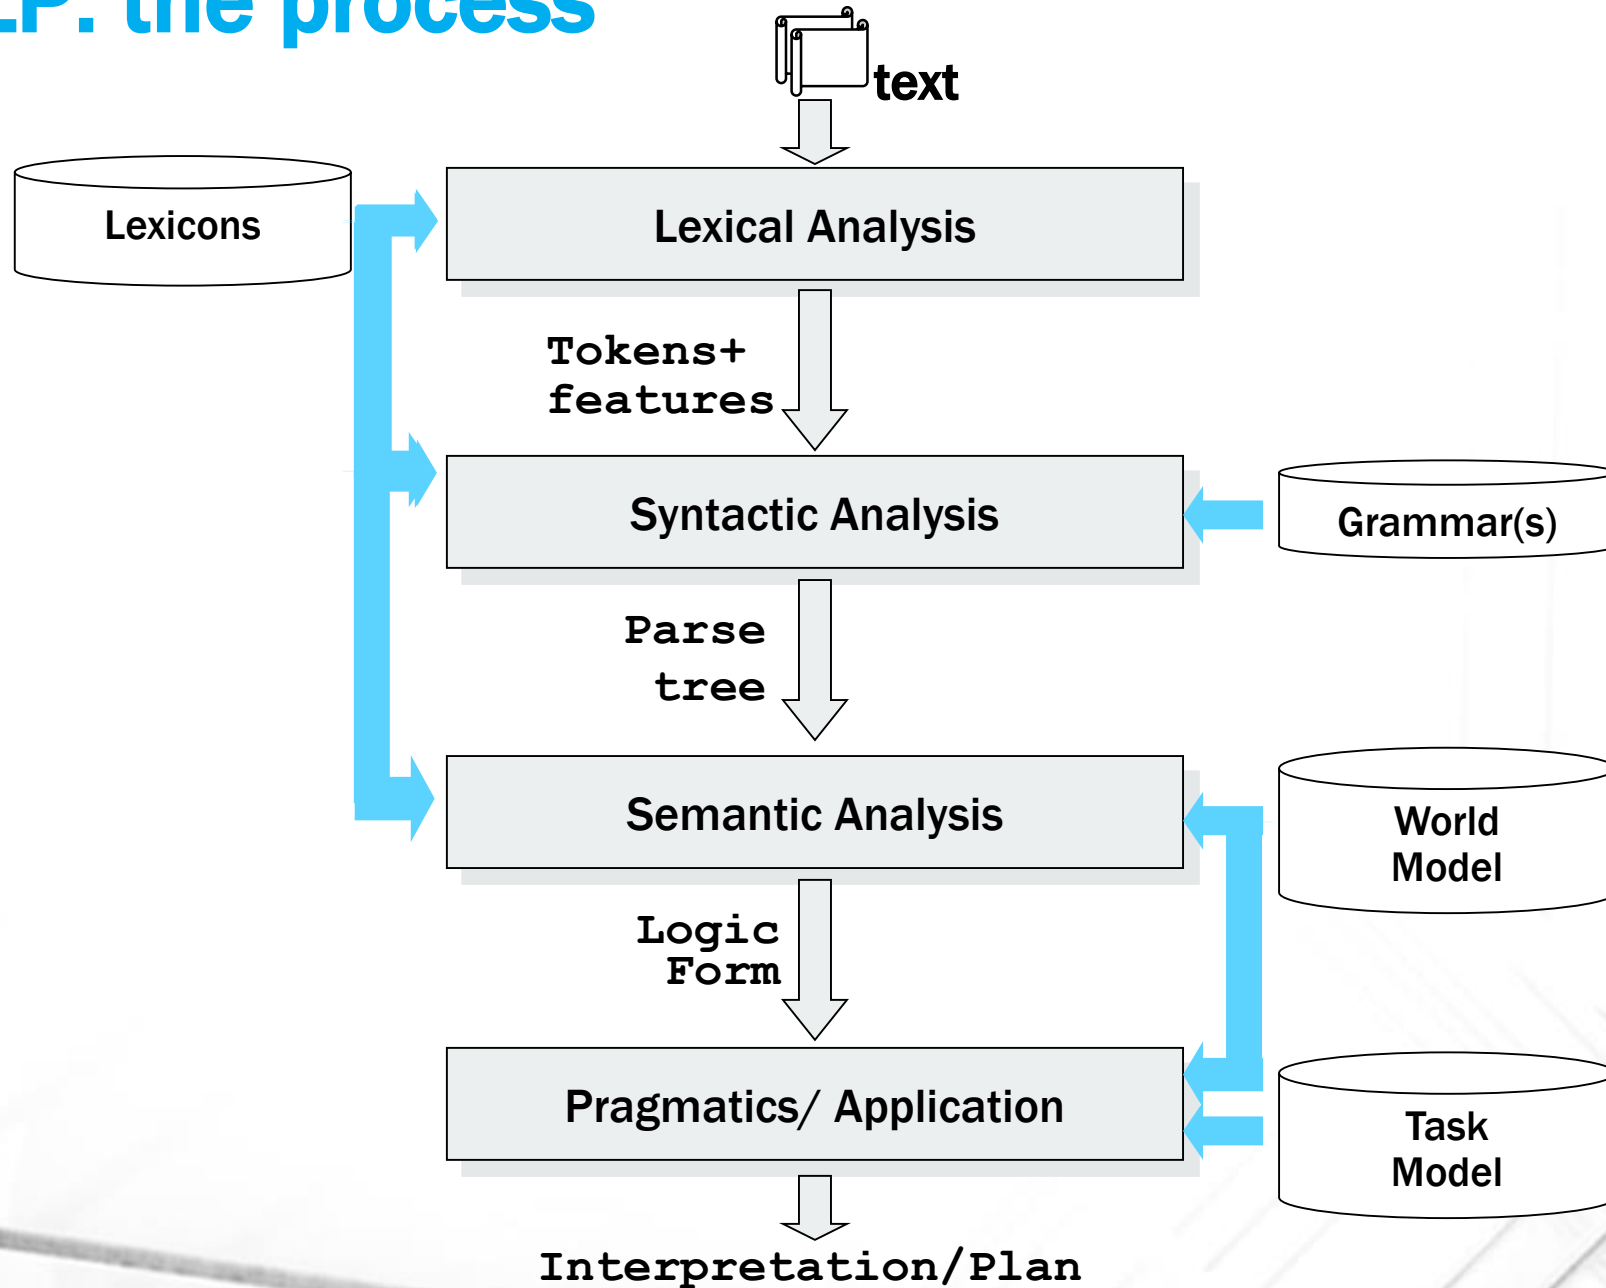 LP: the process
text
Lexicons
Lexical Analysis
Tokens+
features
Syntactic Analysis
Grammar(s)
Parse
tree
Semantic Analysis
World
Model
Logic
Form
Pragmatics/ Application
Task
Model
Interpretation/Plan